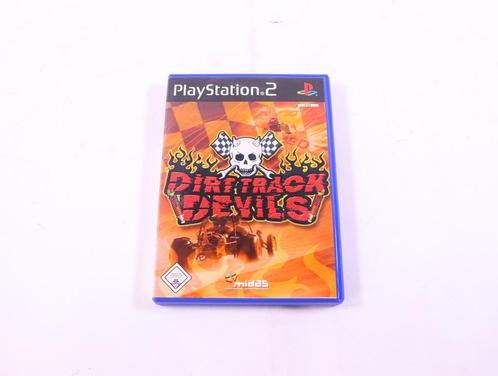 PlayStation®2
DIRT TRACK
DEVILS
midas